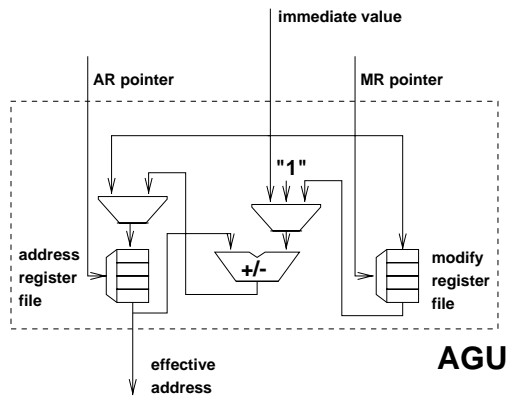 immediate value
AR pointer
MR pointer
"1"
address
register
file
+/-
modify
register
file
AGU
effective
address